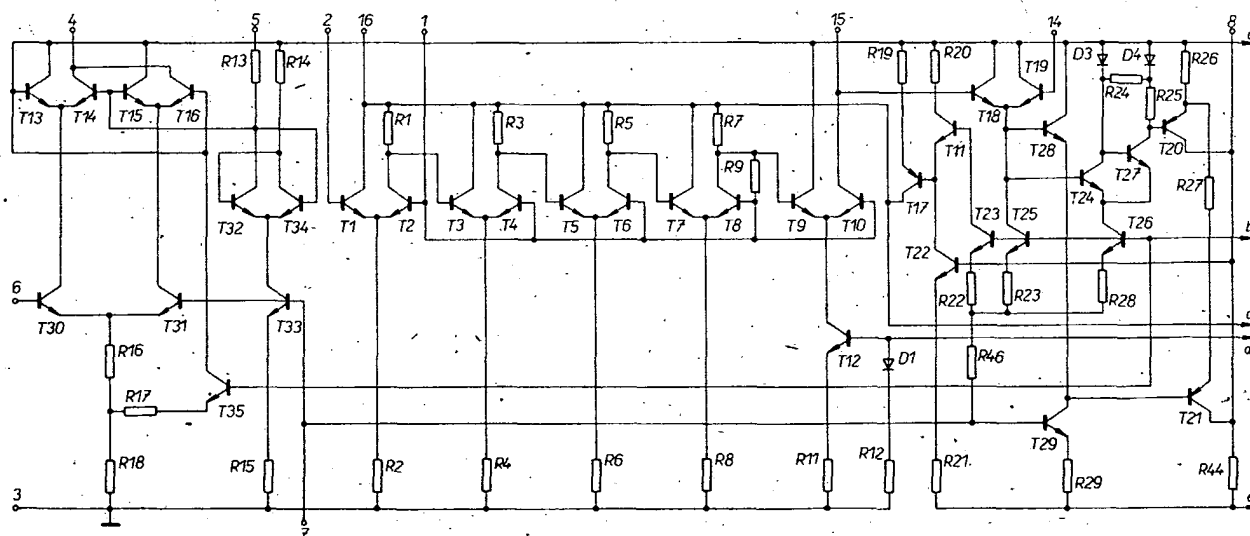 4 5 2 16 1 15 14 8
R13 R14 R19 R20 D3 D4 R26
T19
R24 R25
T13 T14 T15 T16 R1 R3 R5 R7 T18 T28 T20
R9 T11 T27
T17 T24 R27
T32 T34 T1 T2 T3 T4 T5 T6 T7 T8 T9 T10 T23 T25 T26
b
T22
6 R22 R23 R28
T30 T31 T33
R16 T12 D1 R46
R17 T35 T21
T29
R18 R15 R2 R4 R6 R8 R11 R12 R21 R29 R44
3
7